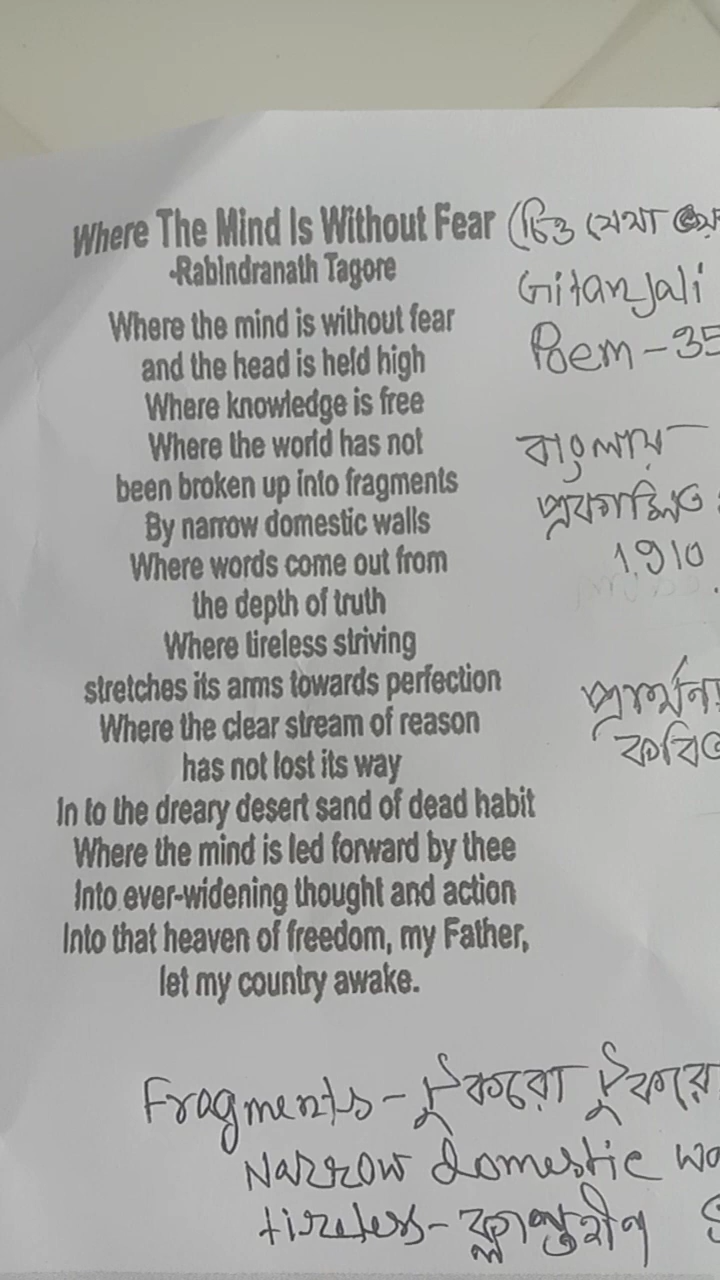 Where The Mind Is Without Fear (চিত্ত যেথা
-Rabindranath Tagore
Gitanjali
Where the mind is without fear
Poem-35
and the head is held high
Where knowledge is free
Where the world has not
বাংলায়
been broken up into fragments
প্রকাশিত
By narrow domestic walls
1910
Where words come out from
the depth of truth
Where tireless striving
stretches its arms towards perfection
প্রার্থনা
Where the clear stream of reason
কবিতা
has not lost its way
In to the dreary desert sand of dead habit
Where the mind is led forward by thee
Into ever-widening thought and action
Into that heaven of freedom, my Father,
let my country awake.
Fragments- টুকরো টুকরো
Narrow domestic
tireless-ক্লান্তহীন